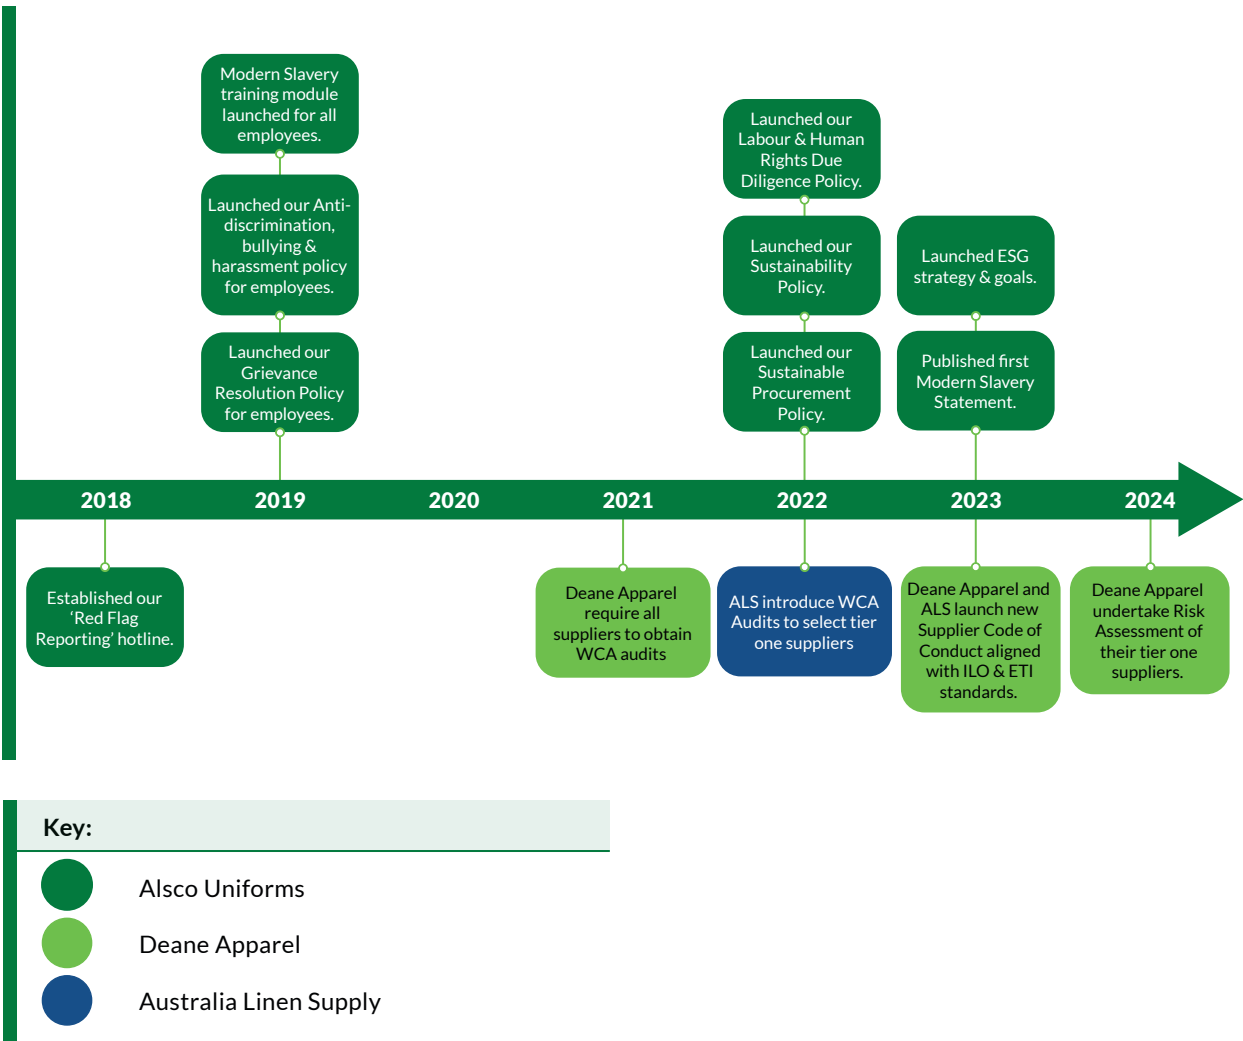 Modern Slavery
training module
launched for all
employees.
Launched our Anti-
discrimination,
bullying &
harassment policy
for employees.
Launched our
Grievance
Resolution Policy
for employees.
Launched our
Labour & Human
Rights Due
Diligence Policy.
Launched our
Sustainability
Policy.
Launched our
Sustainable
Procurement
Policy.
Launched ESG
strategy & goals.
Published first
Modern Slavery
Statement.
2018 2019 2020 2021 2022 2023 2024
Established our
‘Red Flag
Reporting’ hotline.
Deane Apparel
require all
suppliers to obtain
WCA audits
ALS introduce WCA
Audits to select tier
one suppliers
Deane Apparel and
ALS launch new
Supplier Code of
Conduct aligned
with ILO & ETI
standards.
Deane Apparel
undertake Risk
Assessment of
their tier one
suppliers.
Key:
Alsco Uniforms
Deane Apparel
Australia Linen Supply